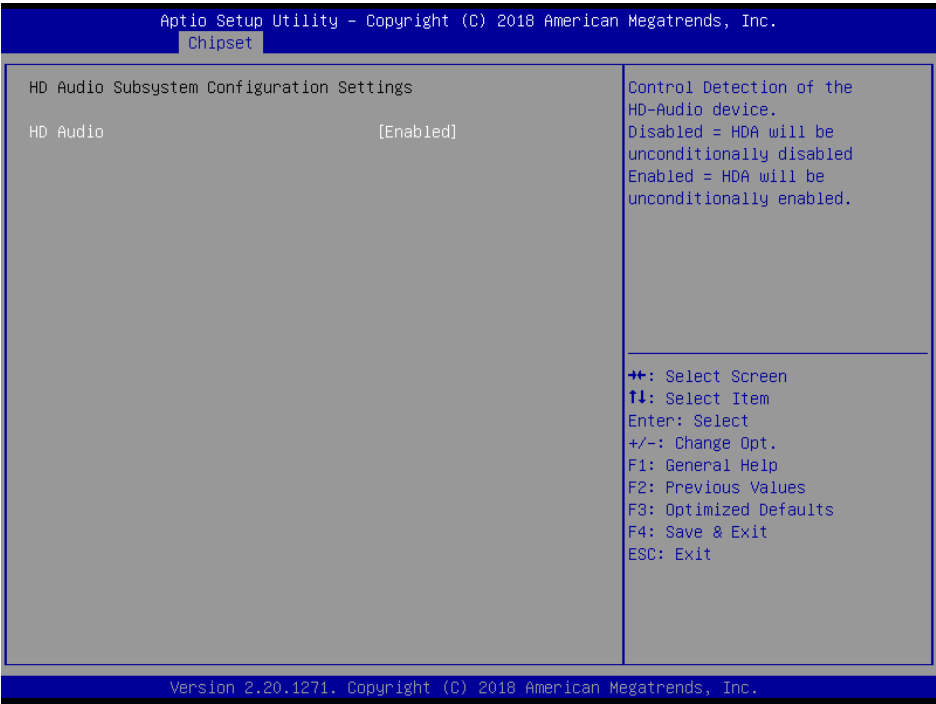 Aptio Setup Utility – Copyright (C) 2018 American Megatrends, Inc.
Chipset
HD Audio Subsystem Configuration Settings
HD Audio [Enabled]
Control Detection of the
HD-Audio device.
Disabled = HDA will be
unconditionally disabled
Enabled = HDA will be
unconditionally enabled.
→←: Select Screen
↑↓: Select Item
Enter: Select
+/-: Change Opt.
F1: General Help
F2: Previous Values
F3: Optimized Defaults
F4: Save & Exit
ESC: Exit
Version 2.20.1271. Copyright (C) 2018 American Megatrends, Inc.